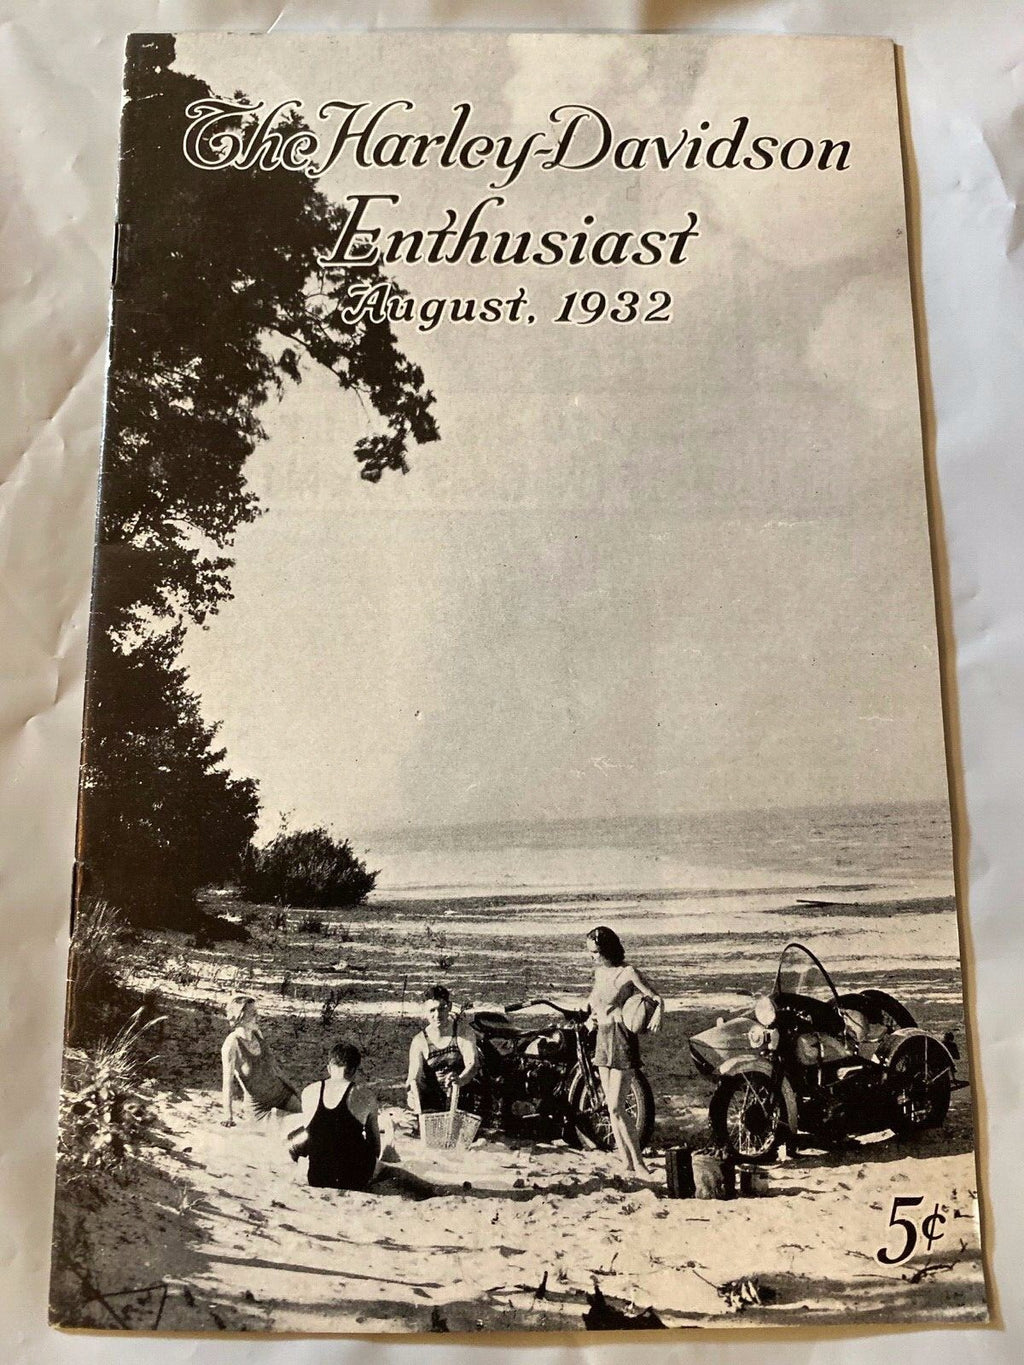 The Harley-Davidson
Enthusiast
August, 1932
5¢